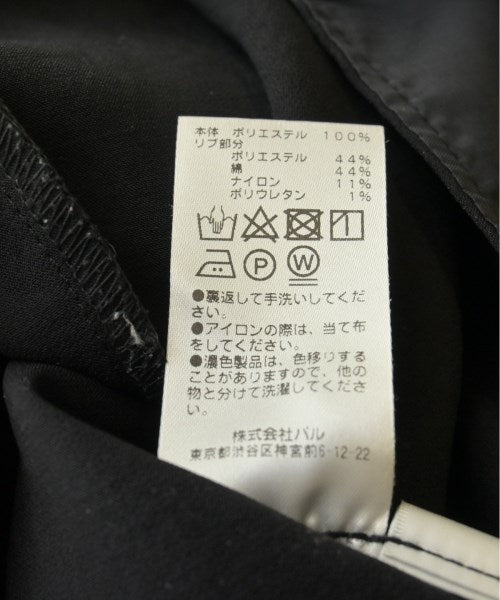 本体 ポリエステル 100%
リブ部分
ポリエステル 44%
綿 44%
ナイロン 11%
ポリウレタン 1%
P W
●裏返して手洗いしてくだ
さい。
●アイロンの際は、当て布
をしてください。
●濃色製品は、色移りする
ことがありますので、他の
物と分けて洗濯してくださ
い。
株式会社パル
東京都渋谷区神宮前6-12-22